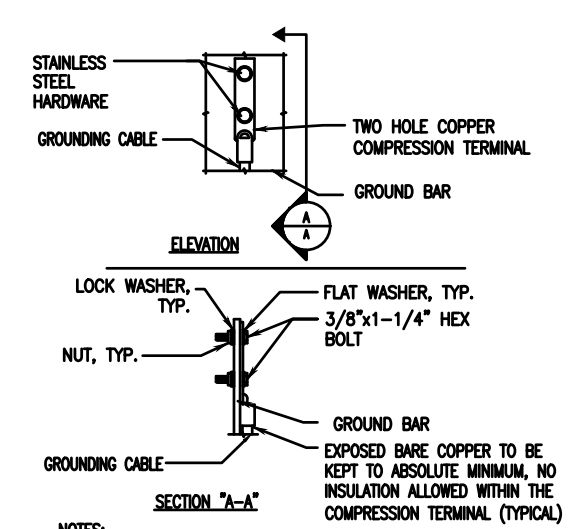 STAINLESS
STEEL
HARDWARE
GROUNDING CABLE
TWO HOLE COPPER
COMPRESSION TERMINAL
GROUND BAR
A
A
ELEVATION
LOCK WASHER,
TYP.
FLAT WASHER, TYP.
3/8"x1-1/4" HEX
BOLT
NUT, TYP.
GROUND BAR
GROUNDING CABLE
EXPOSED BARE COPPER TO BE
KEPT TO ABSOLUTE MINIMUM, NO
INSULATION ALLOWED WITHIN THE
COMPRESSION TERMINAL (TYPICAL)
SECTION "A-A"
NOTES: